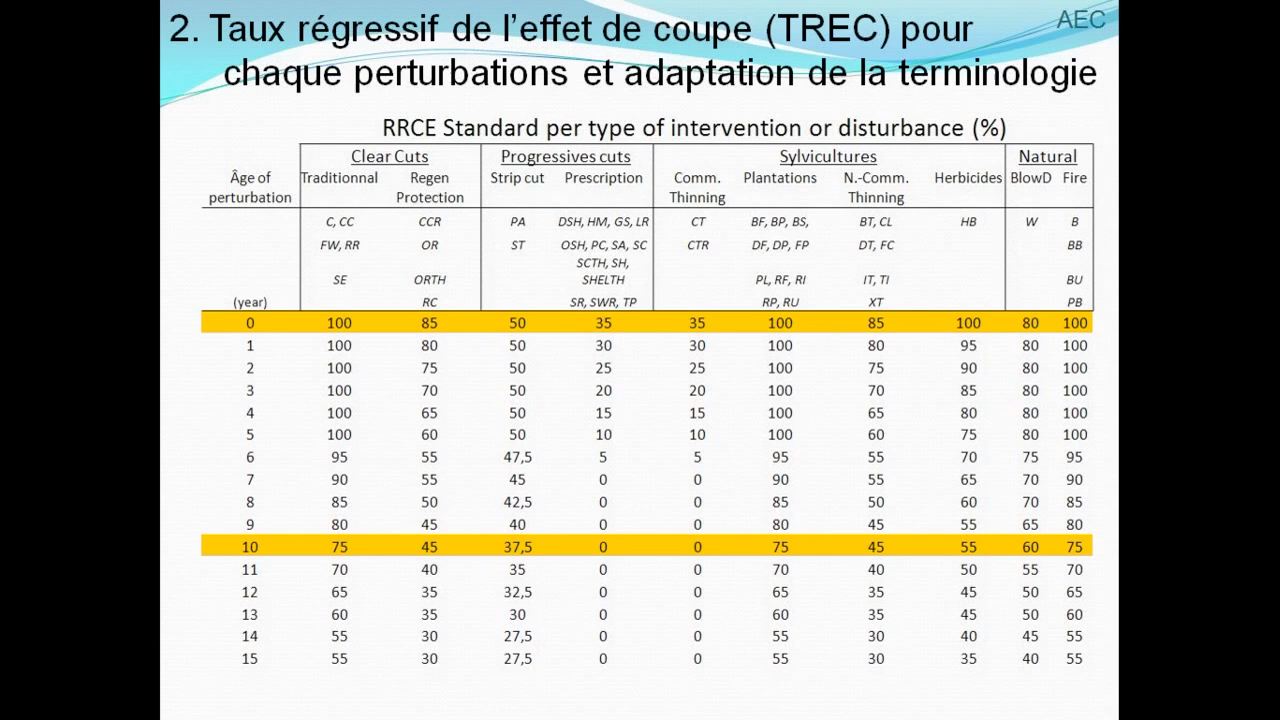 AEC
2. Taux régressif de l’effet de coupe (TREC) pour
chaque perturbations et adaptation de la terminologie
RRCE Standard per type of intervention or disturbance (%)
Clear Cuts Progressives cuts Sylvicultures Natural
Âge of Traditionnal Regen Strip cut Prescription Comm. Plantations N.-Comm. Herbicides BlowD Fire
perturbation Protection Thinning Thinning
C, CC CCR PA DSH, HM, GS, LR CT BF, BP, BS, BT, CL HB W B
FW, RR OR ST OSH, PC, SA, SC CTR DF, DP, FP DT, FC BB
SCTH, SH,
SE ORTH SHELTH PL, RF, RI IT, TI BU
(year) RC SR, SWR, TP RP, RU XT PB
0 100 85 50 35 35 100 85 100 80 100
1 100 80 50 30 30 100 80 95 80 100
2 100 75 50 25 25 100 75 90 80 100
3 100 70 50 20 20 100 70 85 80 100
4 100 65 50 15 15 100 65 80 80 100
5 100 60 50 10 10 100 60 75 80 100
6 95 55 47,5 5 5 95 55 70 75 95
7 90 55 45 0 0 90 55 65 70 90
8 85 50 42,5 0 0 85 50 60 70 85
9 80 45 40 0 0 80 45 55 65 80
10 75 45 37,5 0 0 75 45 55 60 75
11 70 40 35 0 0 70 40 50 55 70
12 65 35 32,5 0 0 65 35 45 50 65
13 60 35 30 0 0 60 35 45 50 60
14 55 30 27,5 0 0 55 30 40 45 55
15 55 30 27,5 0 0 55 30 35 40 55